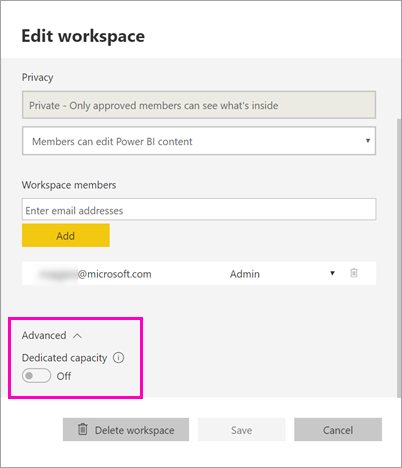 Edit workspace
Privacy
Private - Only approved members can see what's inside
Members can edit Power BI content
Workspace members
Enter email addresses
Add
@microsoft.com Admin
Advanced
Dedicated capacity
Off
Delete workspace Save Cancel